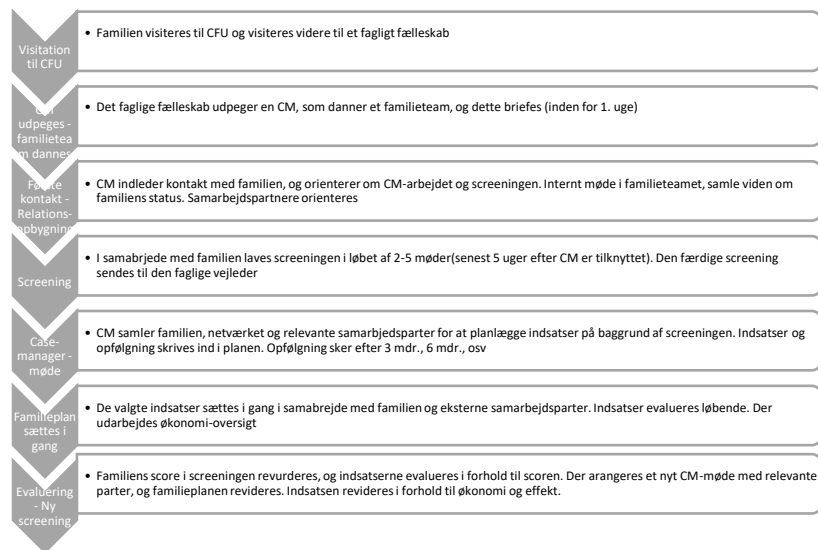 Visitation
til CFU
• Familien visiteres til CFU og visiteres videre til et fagligt fælleskab
udpeges -
familietea
m dannes
• Det faglige fælleskab udpeger en CM, som danner et familieteam, og dette briefes (inden for 1. uge)
Første
kontakt -
Relations-
opbygning
• CM indleder kontakt med familien, og orienterer om CM-arbejdet og screeningen. Internt møde i familieteamet, samle viden om
familiens status. Samarbejdspartnere orienteres
Screening
• I samabrjede med familien laves screeningen i løbet af 2-5 møder(senest 5 uger efter CM er tilknyttet). Den færdige screening
sendes til den faglige vejleder
Case-
manager -
møde
• CM samler familien, netværket og relevante samarbjedsparter for at planlægge indsatser på baggrund af screeningen. Indsatser og
opfølgning skrives ind i planen. Opfølgning sker efter 3 mdr., 6 mdr., osv
Familieplan
sættes i
gang
• De valgte indsatser sættes i gang i samabrejde med familien og eksterne samarbejdsparter. Indsatser evalueres løbende. Der
udarbejdes økonomi-oversigt
Evaluering
- Ny
screening
• Familiens score i screeningen revurderes, og indsatserne evalueres i forhold til scoren. Der arangeres et nyt CM-møde med relevante
parter, og familieplanen revideres. Indsatsen revideres i forhold til økonomi og effekt.